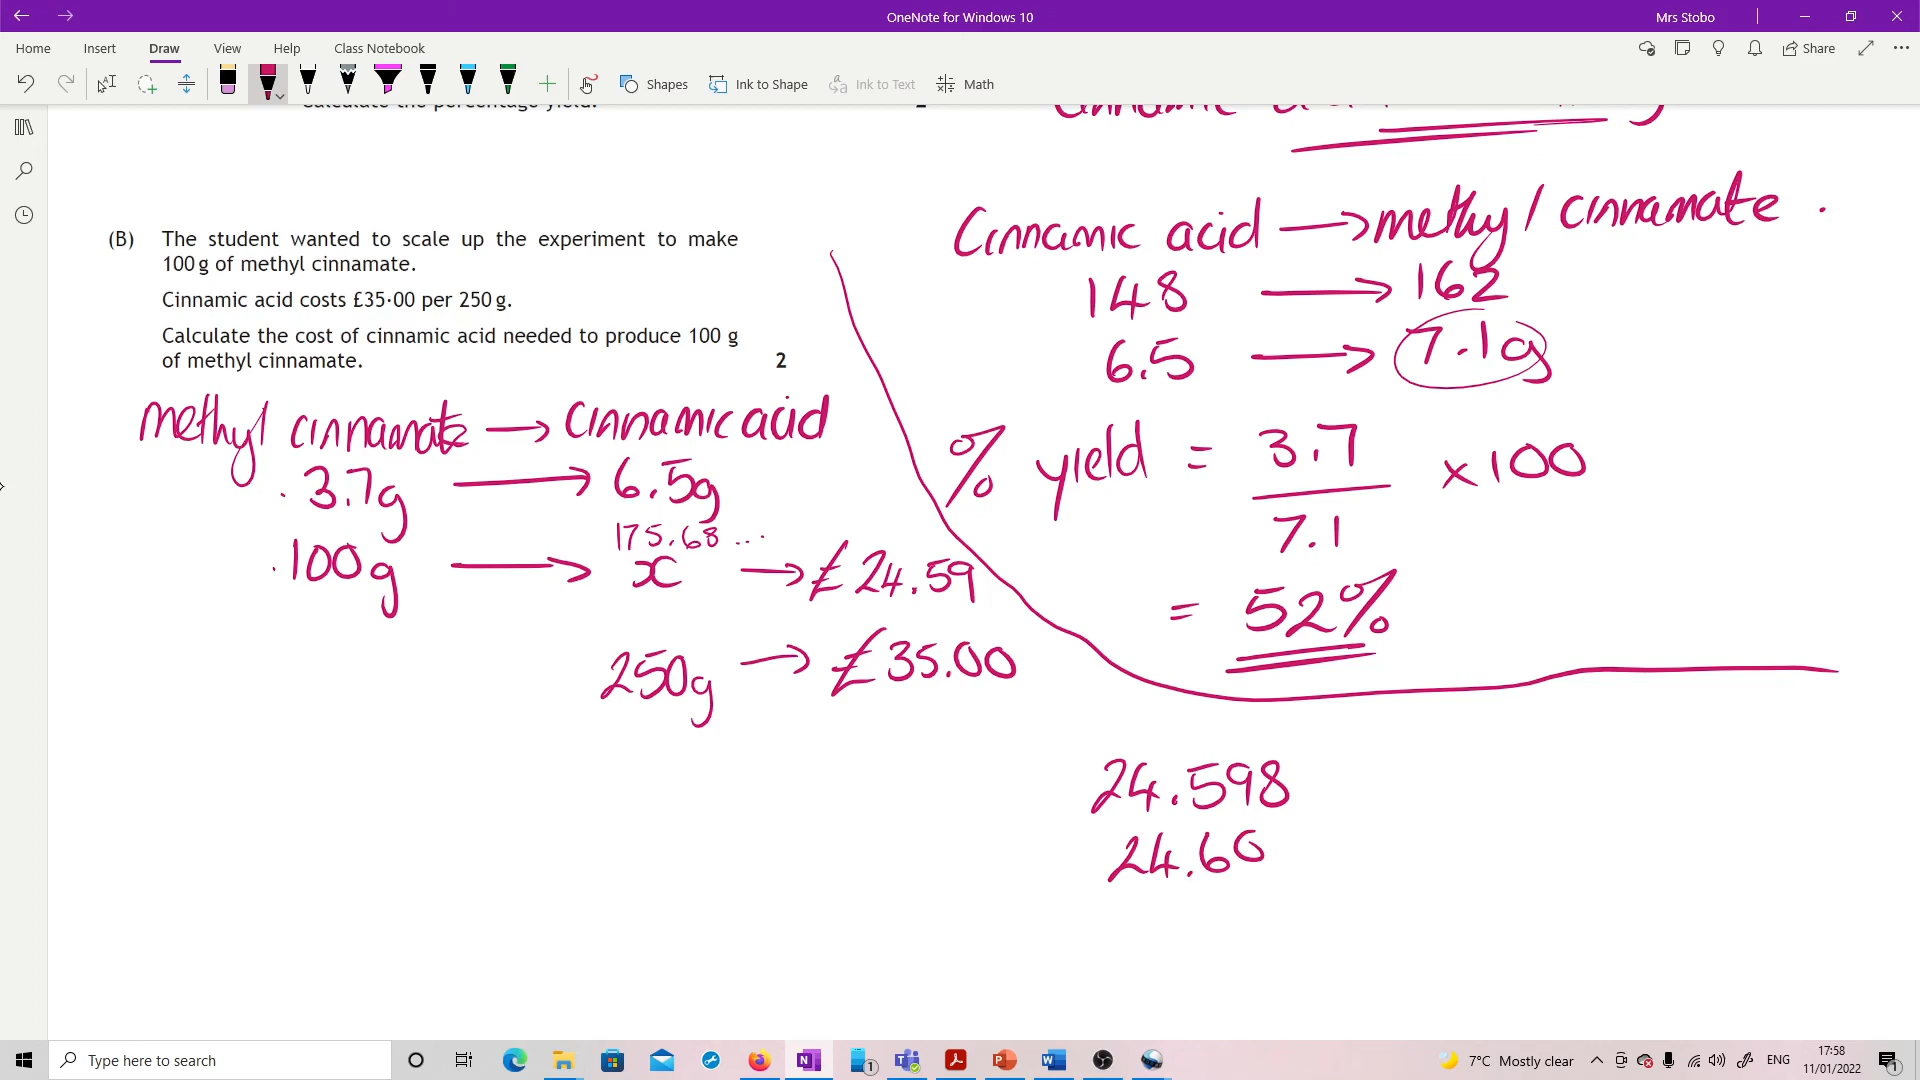 OneNote for Windows 10
Mrs Stobo
Home Insert Draw View Help Class Notebook
Share
Shapes Ink to Shape Ink to Text Math
Calculate the percentage yield.
cinnamic
(B) The student wanted to scale up the experiment to make
100 g of methyl cinnamate.
Cinnamic acid costs £35·00 per 250 g.
Calculate the cost of cinnamic acid needed to produce 100 g
of methyl cinnamate.
2
Methyl cinnamate → cinnamic acid
3.7g → 6.5g
175.68 ...
100g → x → £24.59
250g → £35.00
Cinnamic acid → methyl cinnamate.
148 → 162
6.5 → 7.1g
% yield = 3.7 x100
7.1
= 52%
24.598
24.60
Type here to search
7°C Mostly clear
ENG
17:58
11/01/2022